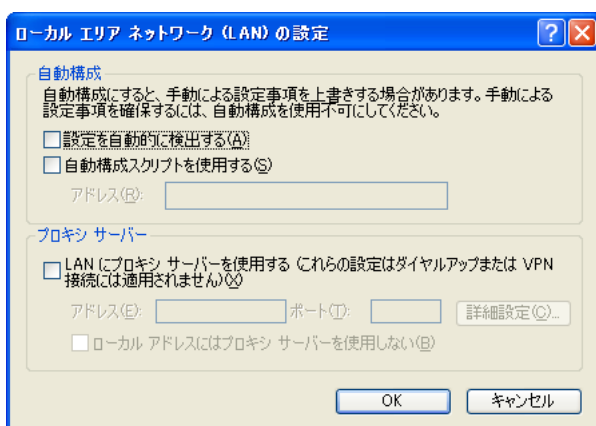 ローカル エリア ネットワーク (LAN) の設定
自動構成
自動構成にすると、手動による設定事項を上書きする場合があります。手動による
設定事項を確保するには、自動構成を使用不可にしてください。
設定を自動的に検出する(A)
自動構成スクリプトを使用する(S)
アドレス(R):
プロキシ サーバー
LAN にプロキシ サーバーを使用する (これらの設定はダイヤルアップまたは VPN
接続には適用されません)(X)
アドレス(E): ポート(T): 詳細設定(C)...
ローカル アドレスにはプロキシ サーバーを使用しない(B)
OK キャンセル